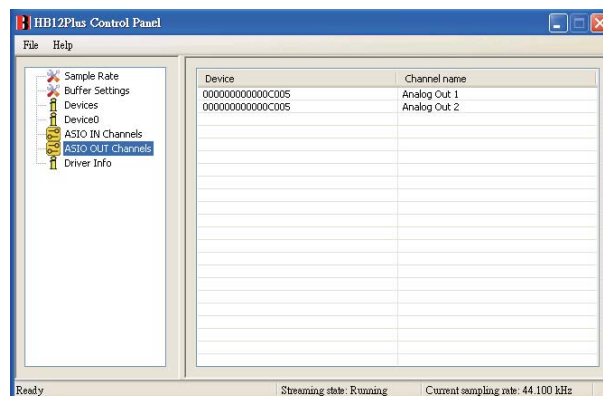 HB12Plus Control Panel
File Help
Sample Rate
Buffer Settings
Devices
Device0
ASIO IN Channels
ASIO OUT Channels
Driver Info
Device Channel name
000000000000C005 Analog Out 1
000000000000C005 Analog Out 2
Ready Streaming state: Running Current sampling rate: 44.100 kHz